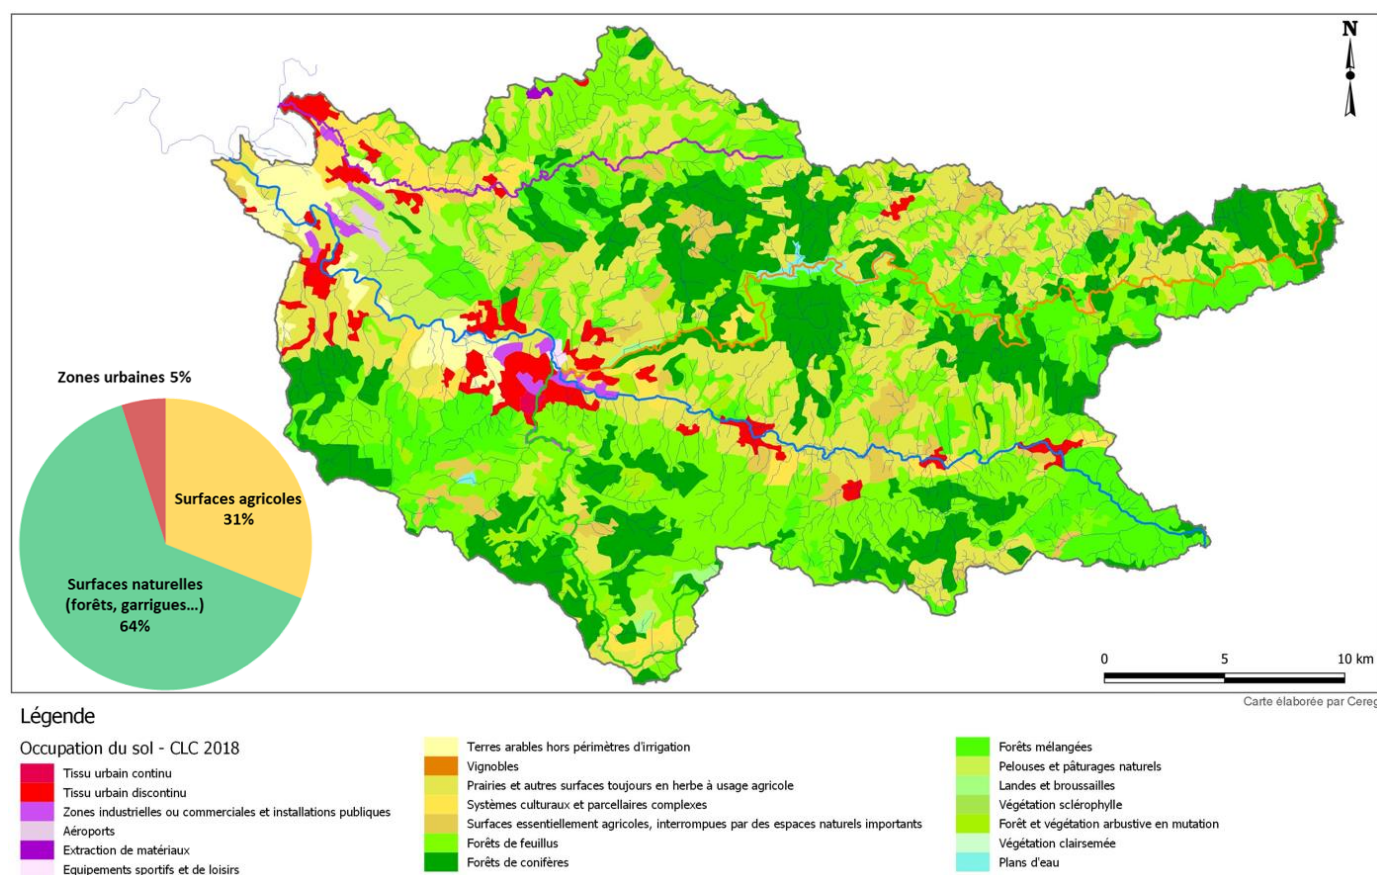 N
Zones urbaines 5%
Surfaces agricoles
31%
Surfaces naturelles
(forêts, garrigues...)
64%
0 5 10 km
Carte élaborée par Cereg
Légende
Occupation du sol - CLC 2018
Tissu urbain continu
Tissu urbain discontinu
Zones industrielles ou commerciales et installations publiques
Aéroports
Extraction de matériaux
Equipements sportifs et de loisirs
Terres arables hors périmètres d'irrigation
Vignobles
Prairies et autres surfaces toujours en herbe à usage agricole
Systèmes culturaux et parcellaires complexes
Surfaces essentiellement agricoles, interrompues par des espaces naturels importants
Forêts de feuillus
Forêts de conifères
Forêts mélangées
Pelouses et pâturages naturels
Landes et broussailles
Végétation sclérophylle
Forêt et végétation arbustive en mutation
Végétation clairsemée
Plans d'eau